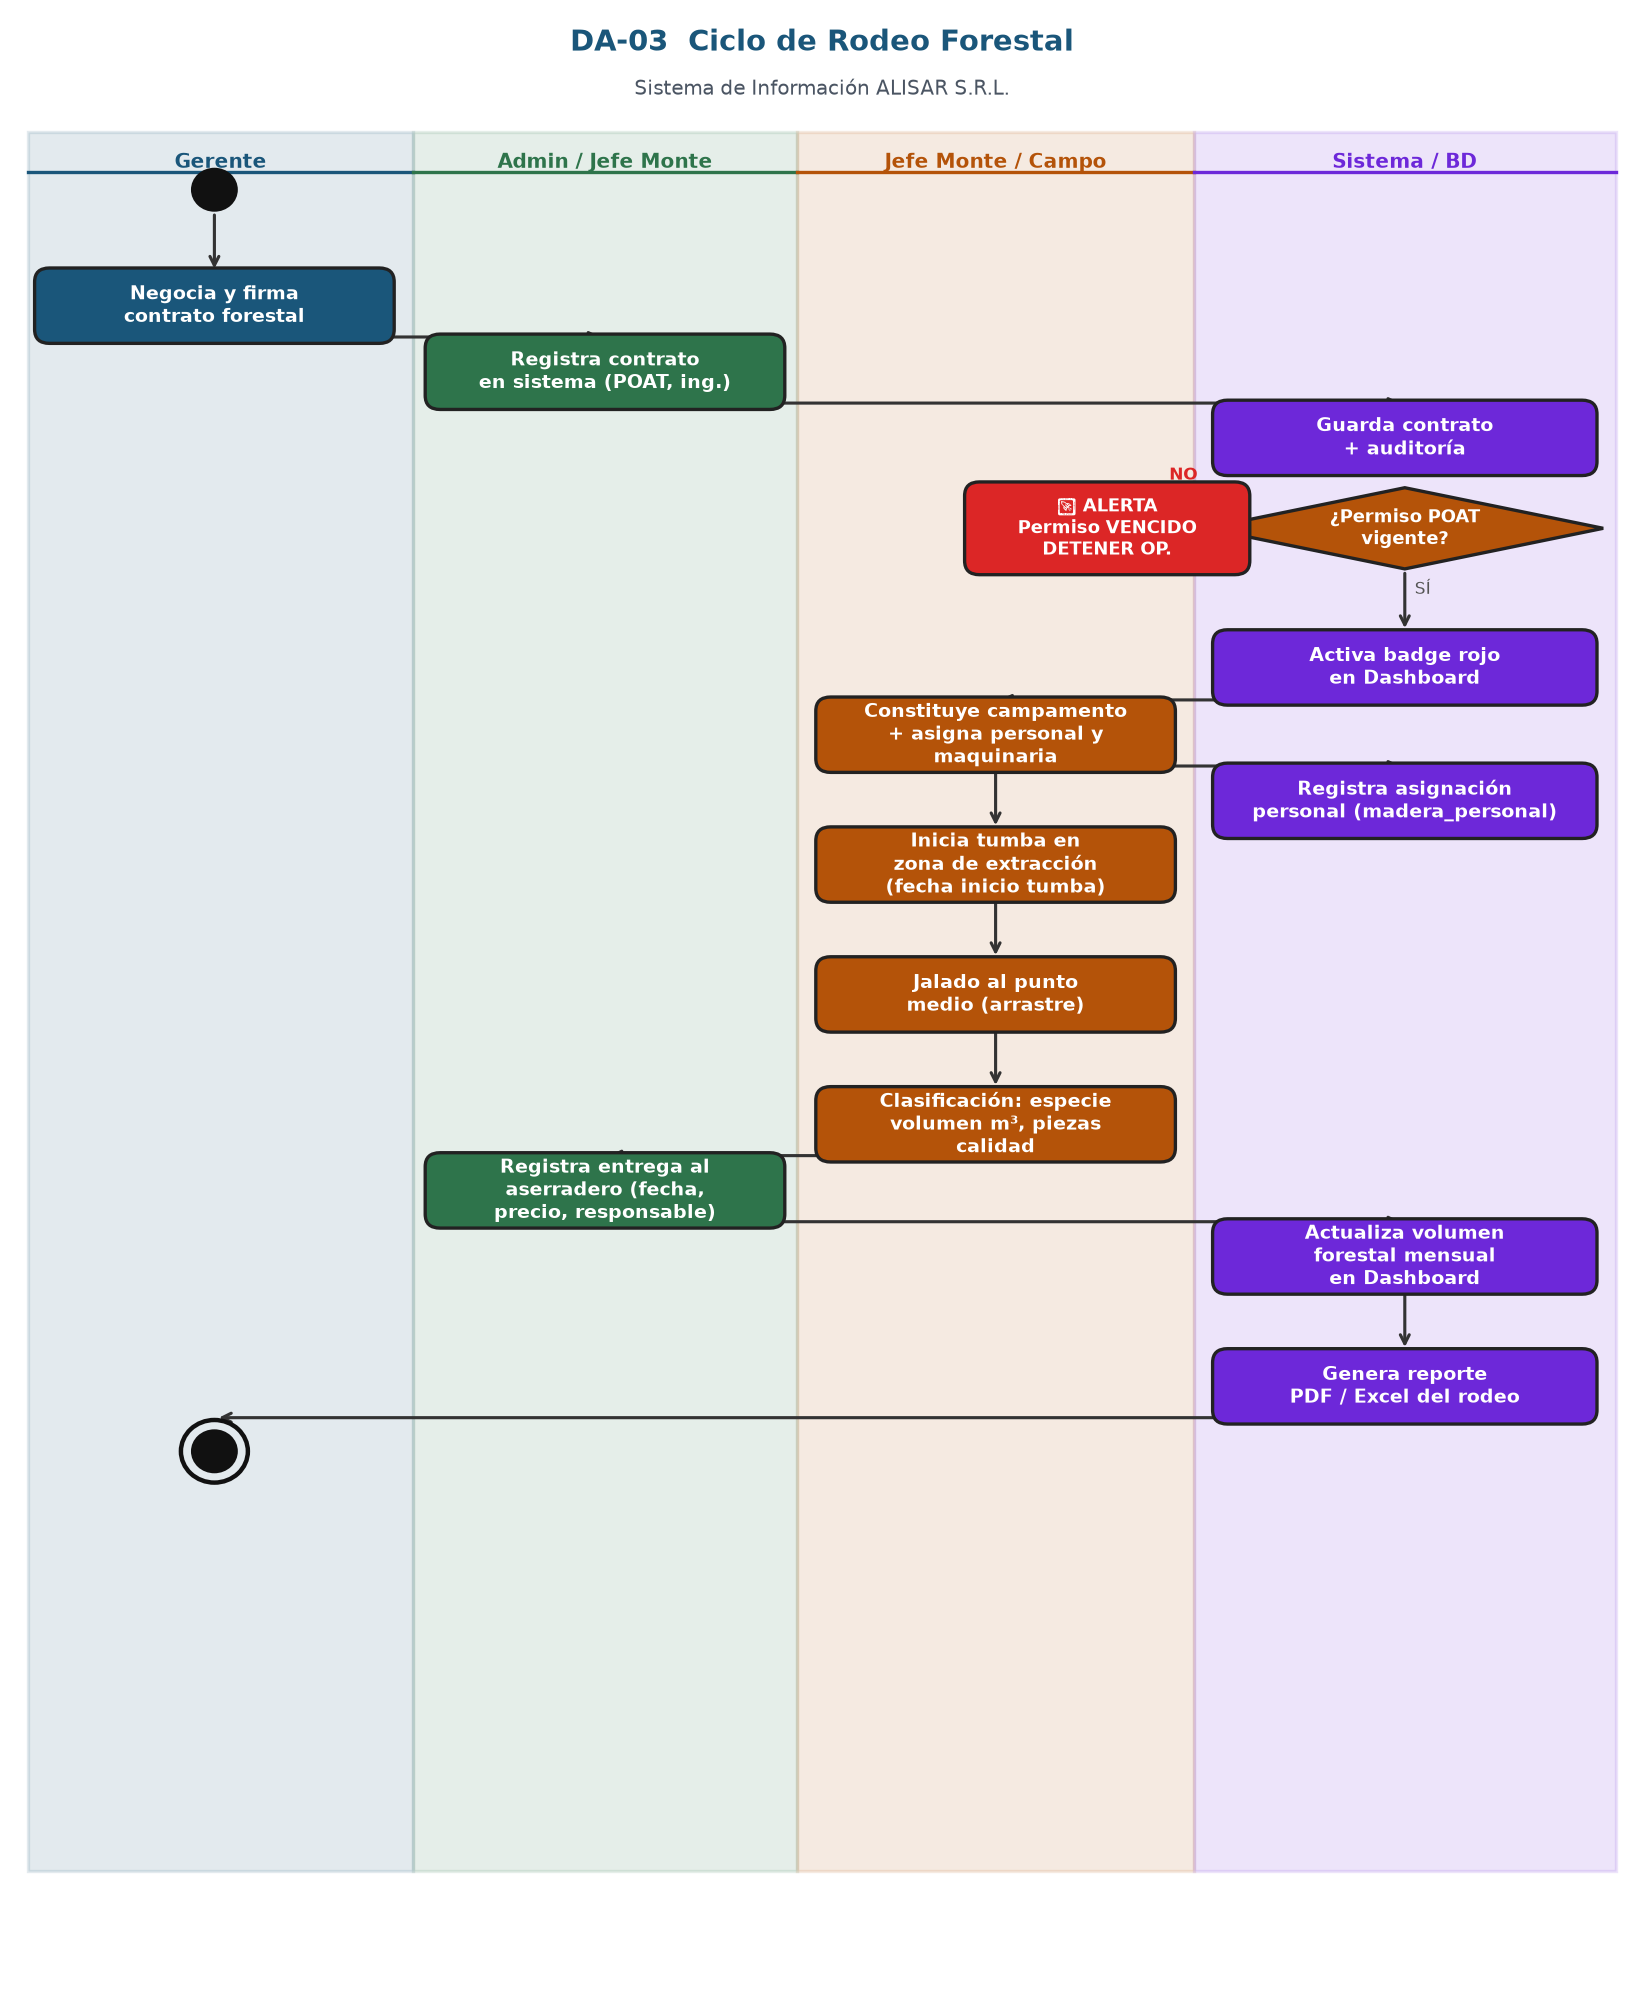 DA-03  Ciclo de Rodeo Forestal
Sistema de Información ALISAR S.R.L.
Gerente
Admin / Jefe Monte
Jefe Monte / Campo
Sistema / BD
Negocia y firma
contrato forestal
Registra contrato
en sistema (POAT, ing.)
Guarda contrato
+ auditoría
NO
ALERTA
Permiso VENCIDO
DETENER OP.
¿Permiso POAT
vigente?
SÍ
Activa badge rojo
en Dashboard
Constituye campamento
+ asigna personal y
maquinaria
Registra asignación
personal (madera_personal)
Inicia tumba en
zona de extracción
(fecha inicio tumba)
Jalado al punto
medio (arrastre)
Clasificación: especie
volumen m³, piezas
calidad
Registra entrega al
aserradero (fecha,
precio, responsable)
Actualiza volumen
forestal mensual
en Dashboard
Genera reporte
PDF / Excel del rodeo